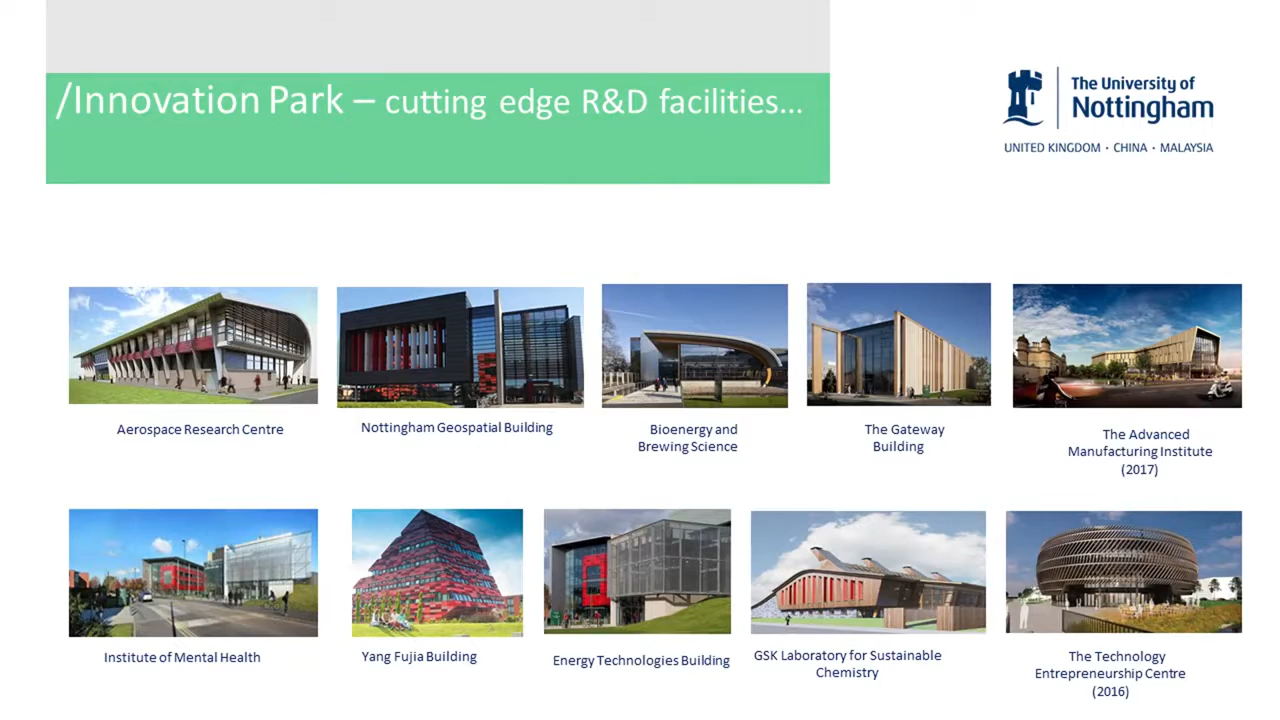 /Innovation Park – cutting edge R&D facilities…
The University of
Nottingham
UNITED KINGDOM · CHINA · MALAYSIA
Aerospace Research Centre
Nottingham Geospatial Building
Bioenergy and
Brewing Science
The Gateway
Building
The Advanced
Manufacturing Institute
(2017)
Institute of Mental Health
Yang Fujia Building
Energy Technologies Building
GSK Laboratory for Sustainable
Chemistry
The Technology
Entrepreneurship Centre
(2016)